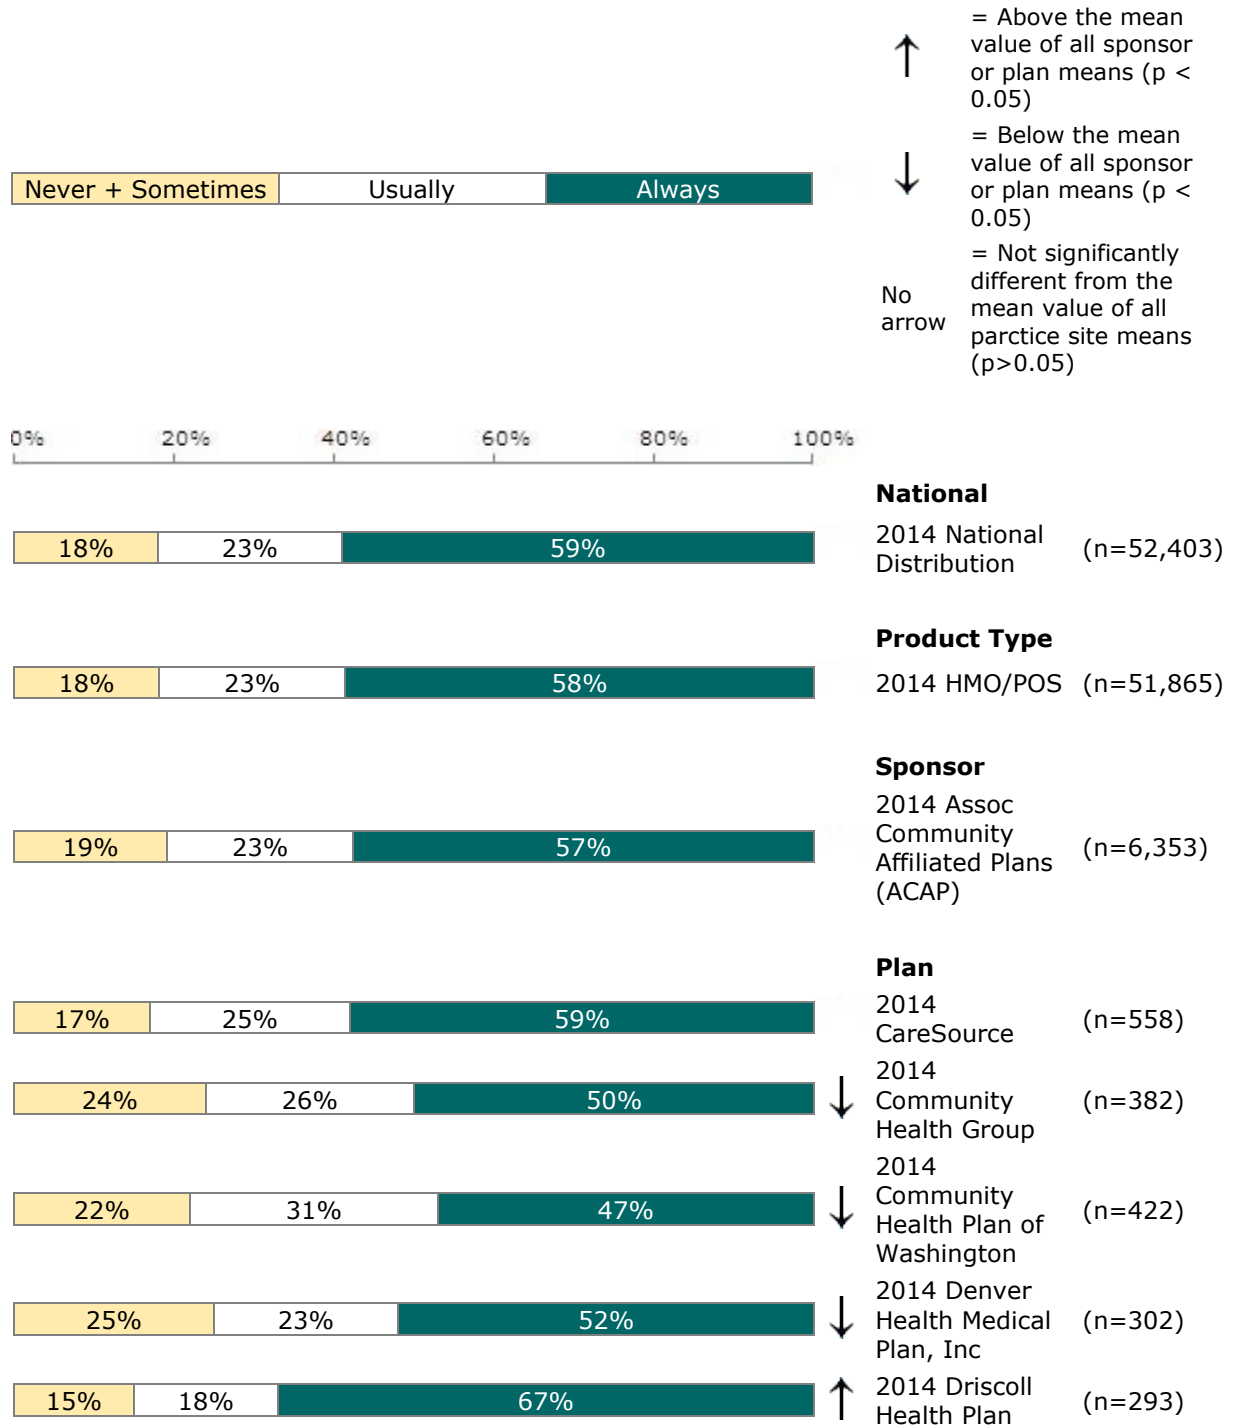 = Above the mean
value of all sponsor
or plan means (p <
0.05)
= Below the mean
value of all sponsor
or plan means (p <
0.05)
Never + Sometimes Usually Always
No
arrow
= Not significantly
different from the
mean value of all
parctice site means
(p>0.05)
0% 20% 40% 60% 80% 100%
National
18% 23% 59%
2014 National
Distribution
(n=52,403)
Product Type
18% 23% 58%
2014 HMO/POS (n=51,865)
Sponsor
19% 23% 57%
2014 Assoc
Community
Affiliated Plans
(ACAP)
(n=6,353)
Plan
17% 25% 59%
2014
CareSource
(n=558)
24% 26% 50%
2014
Community
Health Group
(n=382)
22% 31% 47%
2014
Community
Health Plan of
Washington
(n=422)
25% 23% 52%
2014 Denver
Health Medical
Plan, Inc
(n=302)
15% 18% 67%
2014 Driscoll
Health Plan
(n=293)